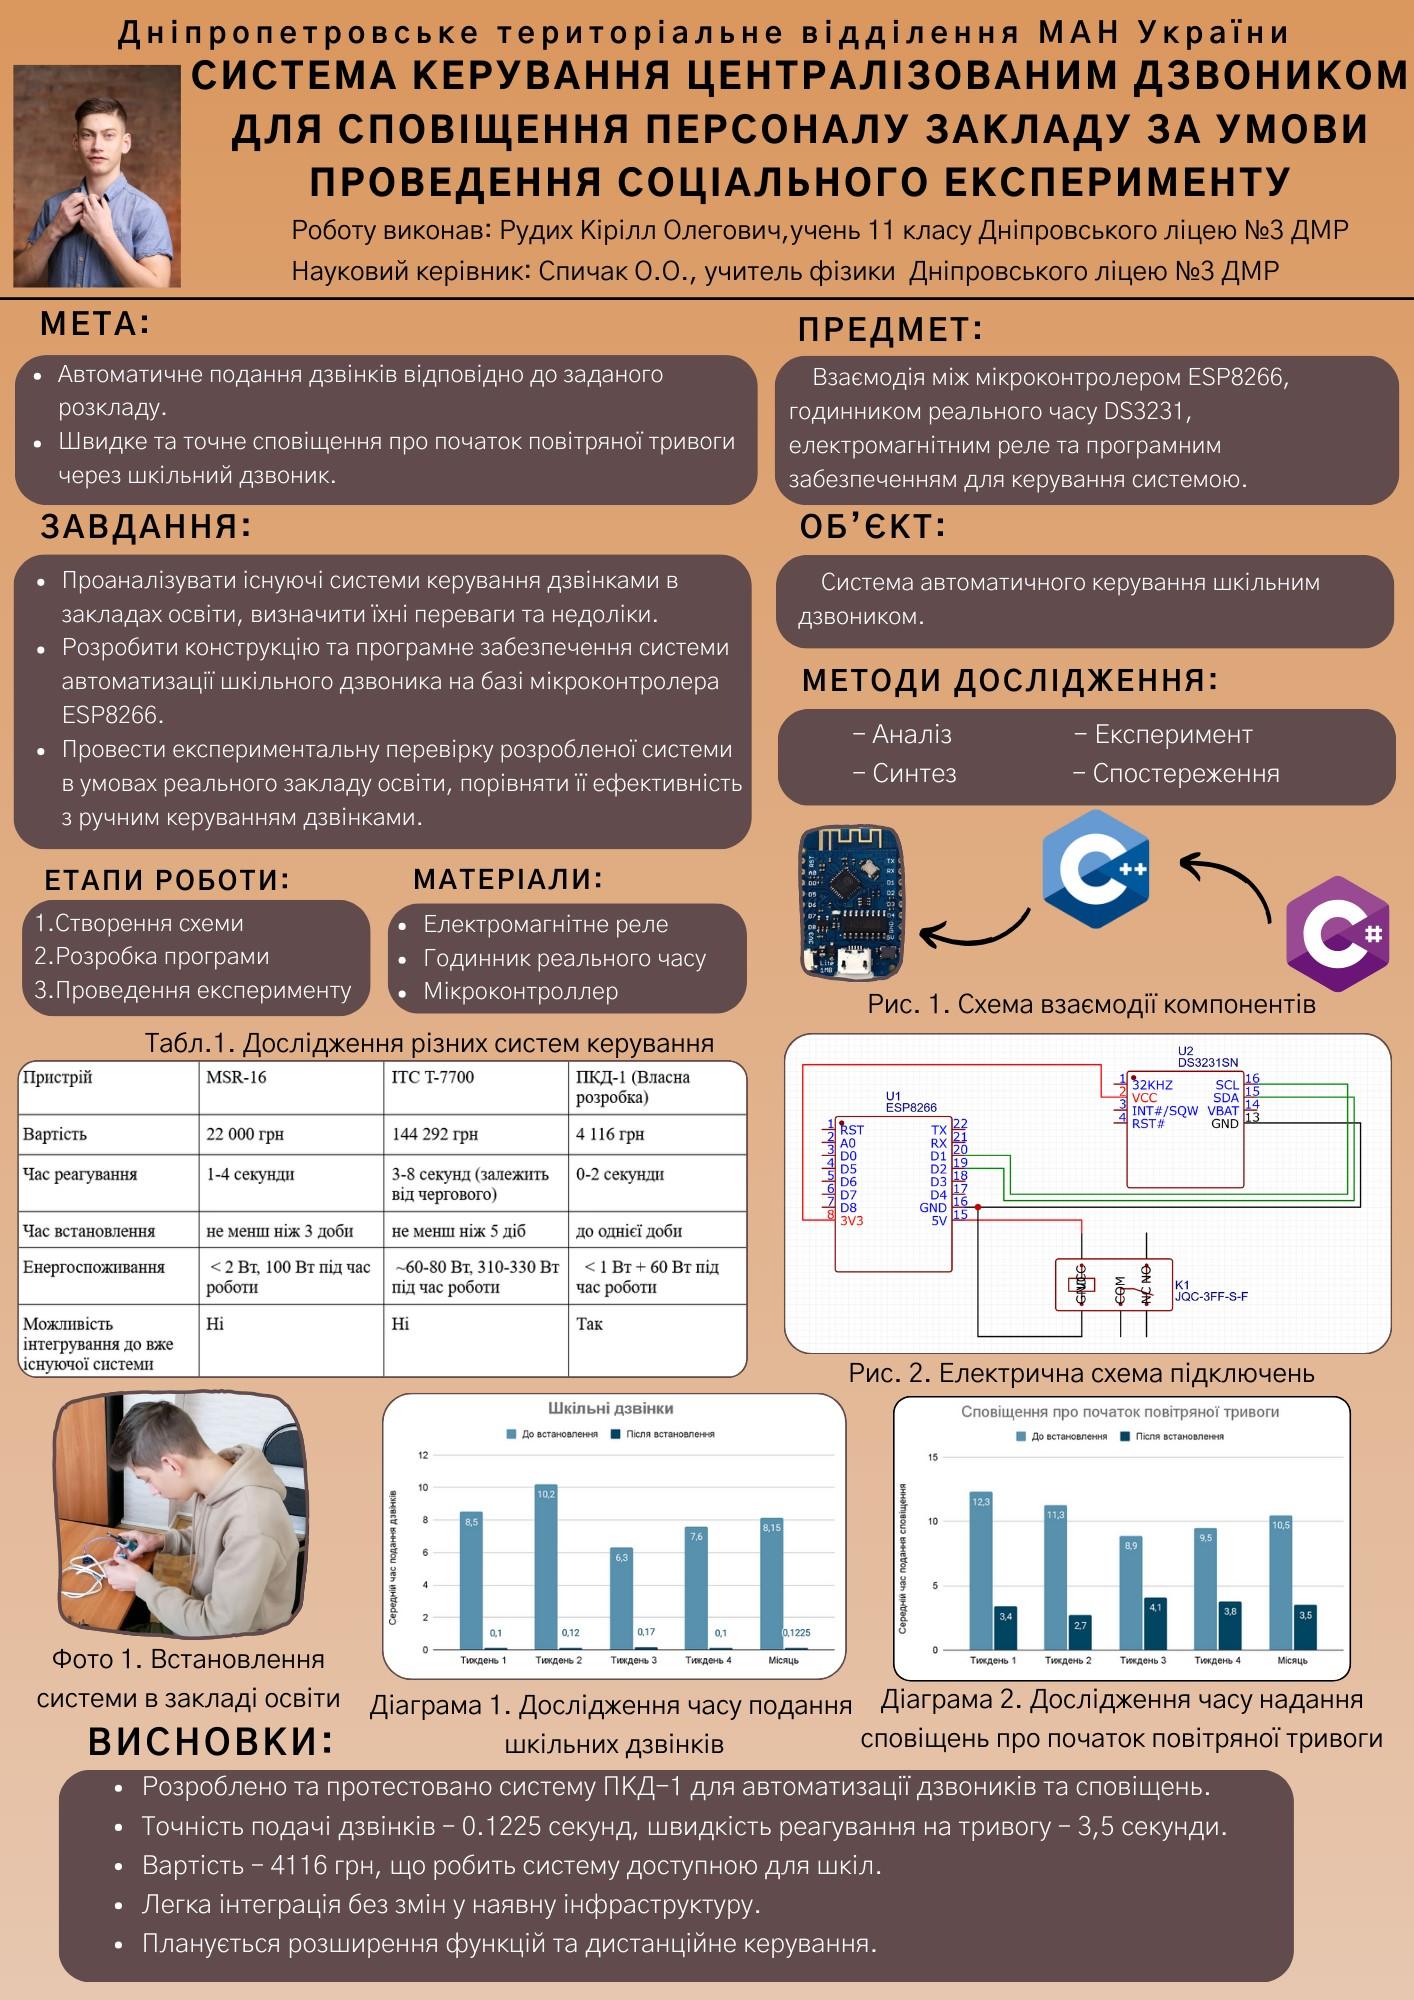 Дніпропетровське територіальне відділення МАН України
СИСТЕМА КЕРУВАННЯ ЦЕНТРАЛІЗОВАНИМ ДЗВОНИКОМ
ДЛЯ СПОВІЩЕННЯ ПЕРСОНАЛУ ЗАКЛАДУ ЗА УМОВИ
ПРОВЕДЕННЯ СОЦІАЛЬНОГО ЕКСПЕРИМЕНТУ
Роботу виконав: Рудих Кірілл Олегович,учень 11 класу Дніпровського ліцею №3 ДМР
Науковий керівник: Спичак О.О., учитель фізики Дніпровського ліцею №3 ДМР
МЕТА:
• Автоматичне подання дзвінків відповідно до заданого
розкладу.
• Швидке та точне сповіщення про початок повітряної тривоги
через шкільний дзвоник.
ПРЕДМЕТ:
Взаємодія між мікроконтролером ESP8266,
годинником реального часу DS3231,
електромагнітним реле та програмним
забезпеченням для керування системою.
ЗАВДАННЯ:
• Проаналізувати існуючі системи керування дзвінками в
закладах освіти, визначити їхні переваги та недоліки.
• Розробити конструкцію та програмне забезпечення системи
автоматизації шкільного дзвоника на базі мікроконтролера
ESP8266.
• Провести експериментальну перевірку розробленої системи
в умовах реального закладу освіти, порівняти її ефективність
з ручним керуванням дзвінками.
ОБ’ЄКТ:
Система автоматичного керування шкільним
дзвоником.
МЕТОДИ ДОСЛІДЖЕННЯ:
– Аналіз – Експеримент
– Синтез – Спостереження
ЕТАПИ РОБОТИ:
1.Створення схеми
2.Розробка програми
3.Проведення експерименту
МАТЕРІАЛИ:
• Електромагнітне реле
• Годинник реального часу
• Мікроконтроллер
C++
C#
Рис. 1. Схема взаємодії компонентів
Табл.1. Дослідження різних систем керування
Пристрій MSR-16 ITC T-7700 ПКД-1 (Власна
розробка)
Вартість 22 000 грн 144 292 грн 4 116 грн
Час реагування 1-4 секунди 3-8 секунд (залежить 0-2 секунди
від чергового)
Час встановлення не менш ніж 3 доби не менш ніж 5 діб до однієї доби
Енергоспоживання < 2 Вт, 100 Вт під час ~60-80 Вт, 310-330 Вт < 1 Вт + 60 Вт під
роботи під час роботи час роботи
Можливість Ні Ні Так
інтегрування до вже
існуючої системи
U2
DS3231SN
1 32KHZ SCL 16
2 VCC SDA 15
3 INT#/SQW VBAT 14
4 RST# GND 13
U1
ESP8266
1 RST TX 22
2 A0 RX 21
3 D0 D1 20
4 D5 D2 19
5 D6 D3 18
6 D7 D4 17
7 D8 GND 16
8 3V3 5V 15
GND VCC COM NC NO
K1
JQC-3FF-S-F
Рис. 2. Електрична схема підключень
Фото 1. Встановлення
системи в закладі освіти
Шкільні дзвінки
До встановлення Після встановлення
Середній час подання дзвінків
12
10
8
6
4
2
0
8,5 10,2 6,3 7,6 8,15
0,1 0,12 0,17 0,1 0,1225
Тиждень 1 Тиждень 2 Тиждень 3 Тиждень 4 Місяць
Діаграма 1. Дослідження часу подання
шкільних дзвінків
Сповіщення про початок повітряної тривоги
До встановлення Після встановлення
Середній час подання сповіщення
15
10
5
0
12,3 11,3 8,9 9,5 10,5
3,4 2,7 4,1 3,8 3,5
Тиждень 1 Тиждень 2 Тиждень 3 Тиждень 4 Місяць
Діаграма 2. Дослідження часу надання
сповіщень про початок повітряної тривоги
ВИСНОВКИ:
• Розроблено та протестовано систему ПКД-1 для автоматизації дзвоників та сповіщень.
• Точність подачі дзвінків – 0.1225 секунд, швидкість реагування на тривогу – 3,5 секунди.
• Вартість – 4116 грн, що робить систему доступною для шкіл.
• Легка інтеграція без змін у наявну інфраструктуру.
• Планується розширення функцій та дистанційне керування.